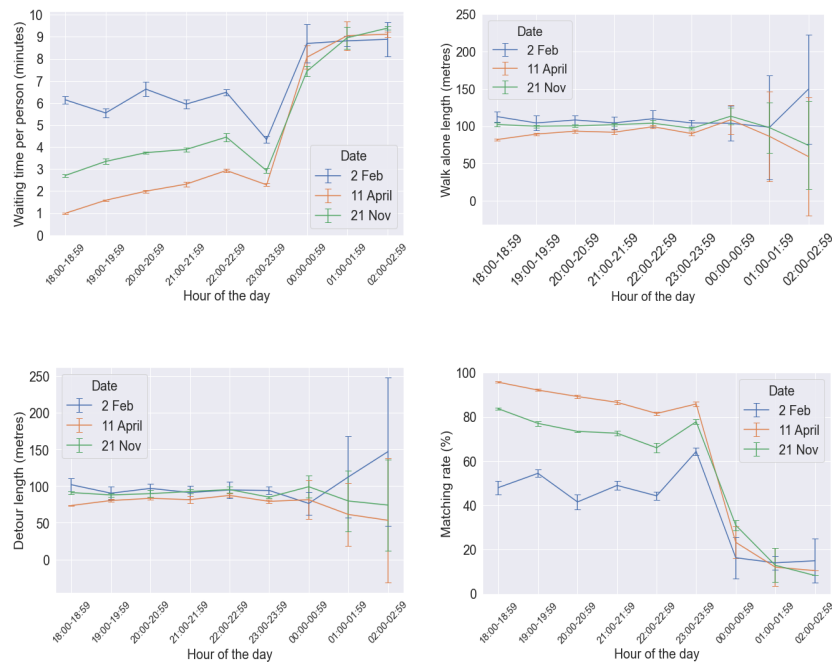 10
9
8
7
6
5
4
3
2
1
0
Waiting time per person (minutes)
Date
2 Feb
11 April
21 Nov
18:00-18.59
19:00-19.59
20:00-20.59
21:00-21.59
22:00-22.59
23:00-23.59
00:00-00.59
01:00-01.59
02:00-02.59
Hour of the day
250
200
150
100
50
0
Walk alone length (metres)
Date
2 Feb
11 April
21 Nov
18:00-18.59
19:00-19.59
20:00-20.59
21:00-21.59
22:00-22.59
23:00-23.59
00:00-00.59
01:00-01.59
02:00-02.59
Hour of the day
250
200
150
100
50
0
Detour length (metres)
Date
2 Feb
11 April
21 Nov
18:00-18.59
19:00-19.59
20:00-20.59
21:00-21.59
22:00-22.59
23:00-23.59
00:00-00.59
01:00-01.59
02:00-02.59
Hour of the day
100
80
60
40
20
0
Matching rate (%)
Date
2 Feb
11 April
21 Nov
18:00-18.59
19:00-19.59
20:00-20.59
21:00-21.59
22:00-22.59
23:00-23.59
00:00-00.59
01:00-01.59
02:00-02.59
Hour of the day